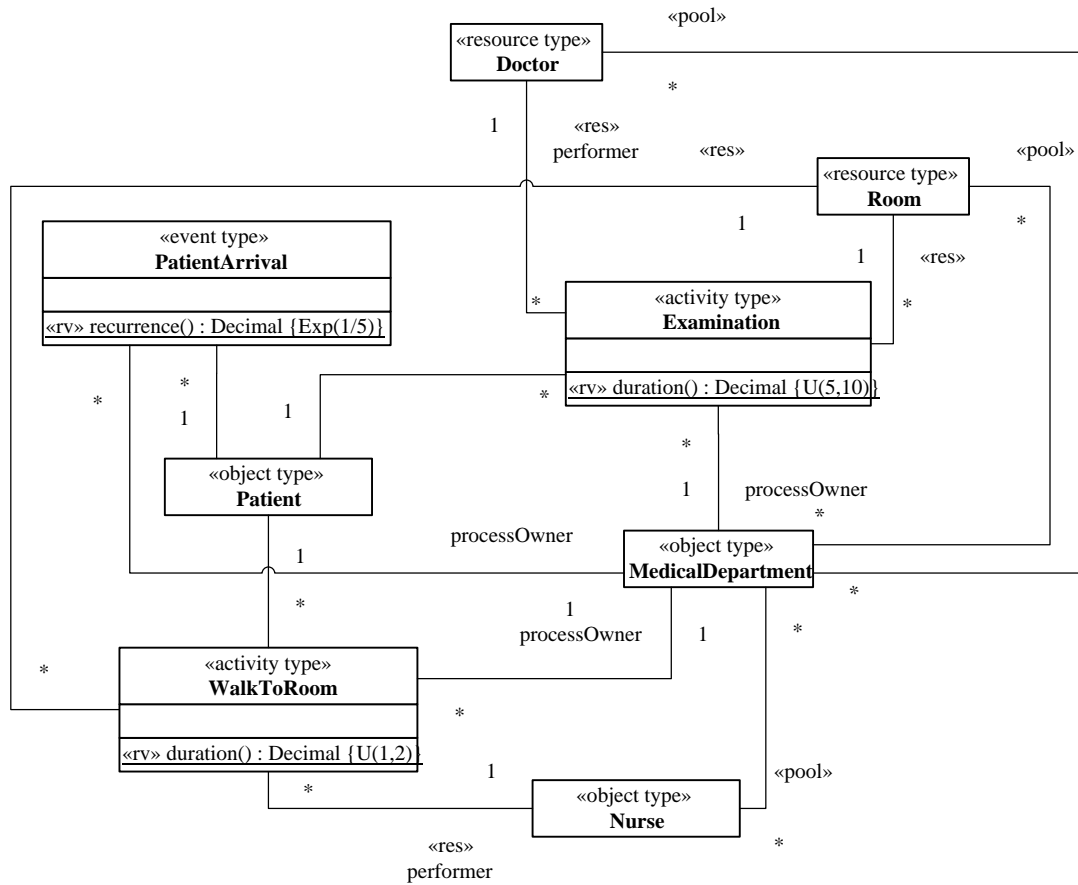 «pool»
«resource type»
Doctor
*
1
«res»
performer
«res»
«pool»
«resource type»
Room
*
1
1
«res»
«event type»
PatientArrival
«rv» recurrence() : Decimal {Exp(1/5)}
*
*
«activity type»
Examination
«rv» duration() : Decimal {U(5,10)}
*
*
1
1
*
*
«object type»
Patient
1
processOwner
*
processOwner
«object type»
MedicalDepartment
1
*
*
1
processOwner
1
*
*
«activity type»
WalkToRoom
«rv» duration() : Decimal {U(1,2)}
*
*
1
«pool»
«object type»
Nurse
*
«res»
performer